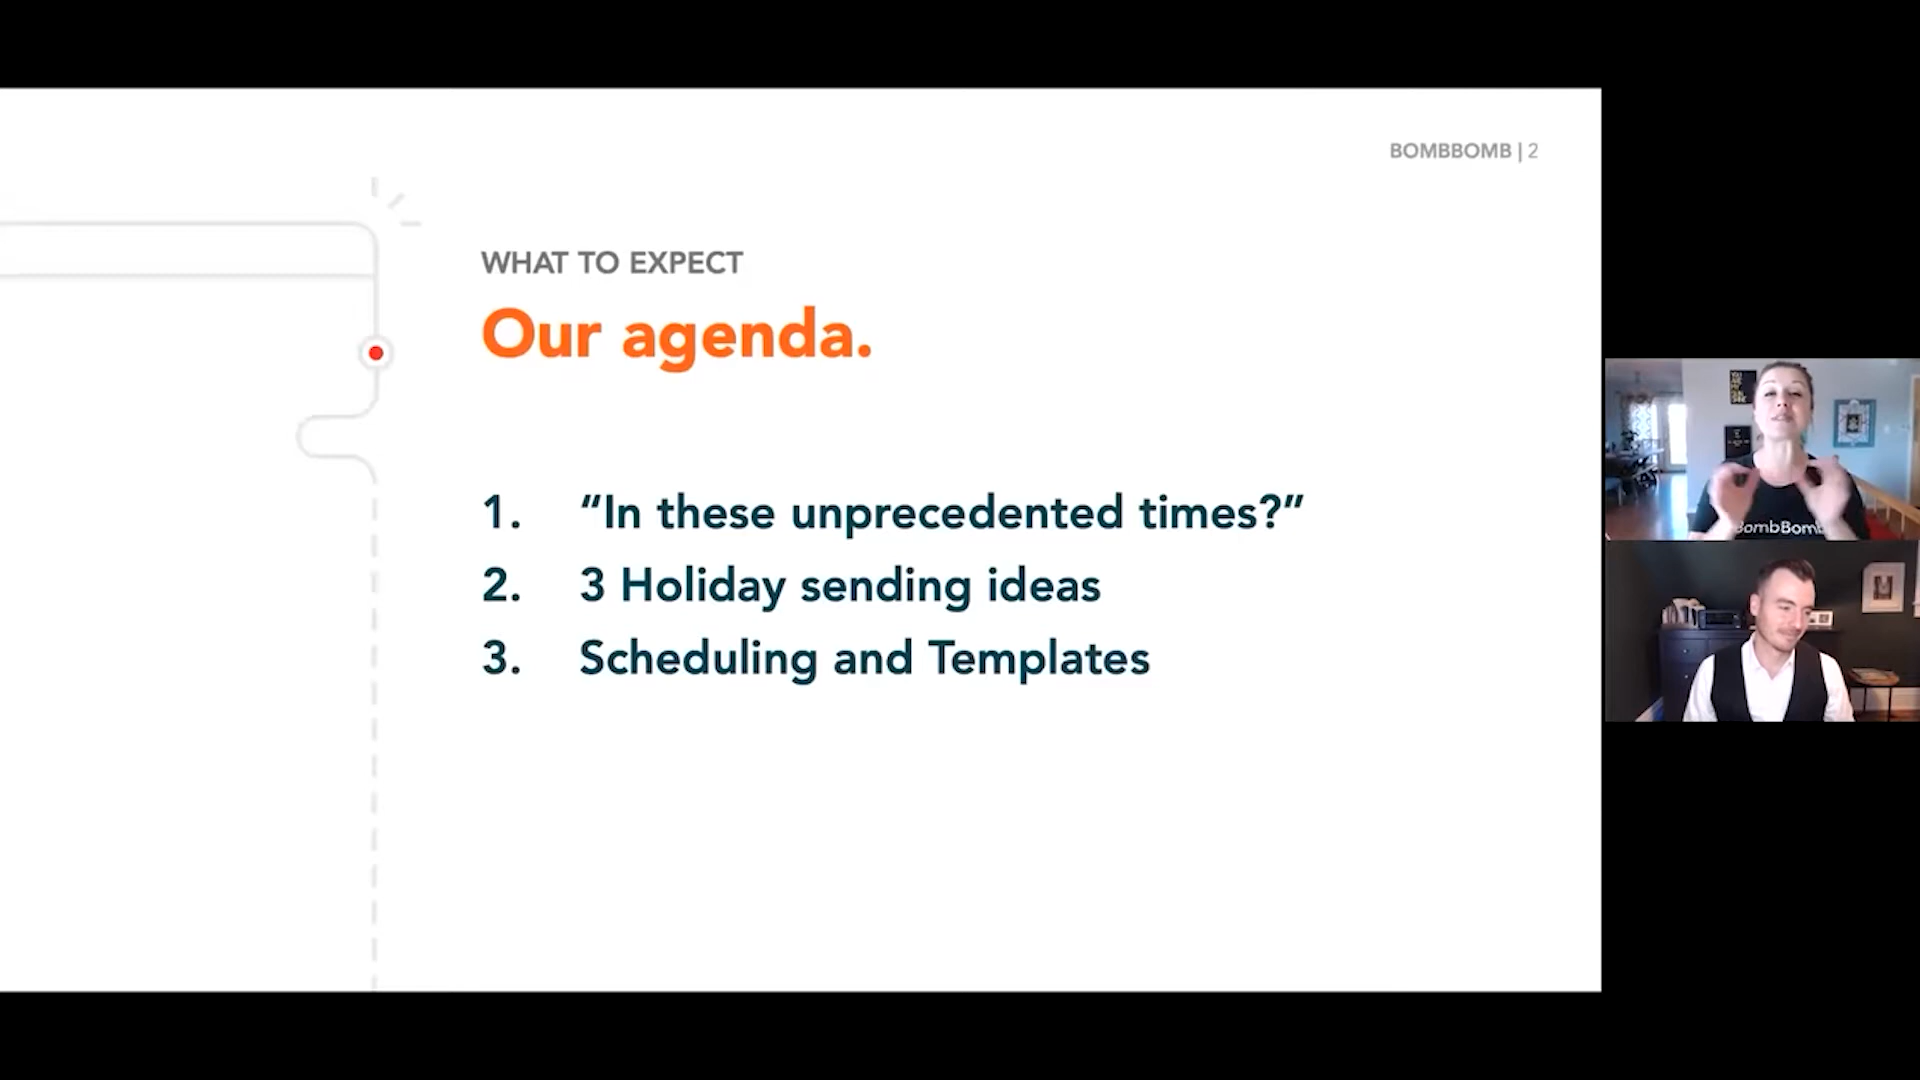 BOMBBOMB | 2
WHAT TO EXPECT
Our agenda.
1. “In these unprecedented times?”
2. 3 Holiday sending ideas
3. Scheduling and Templates
BombBomb